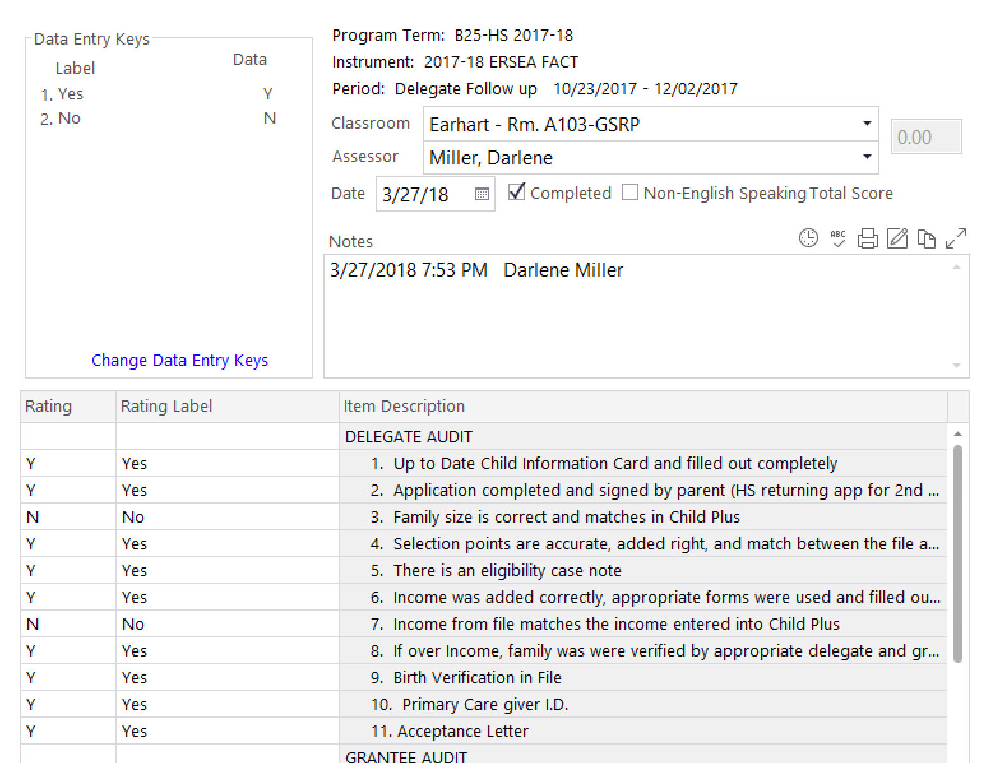 Data Entry Keys
Label Data
1. Yes Y
2. No N
Change Data Entry Keys
Program Term: B25-HS 2017-18
Instrument: 2017-18 ERSEA FACT
Period: Delegate Follow up 10/23/2017 - 12/02/2017
Classroom Earhart - Rm. A103-GSRP
0.00
Assessor Miller, Darlene
Date 3/27/18 Completed Non-English Speaking Total Score
Notes ABC
3/27/2018 7:53 PM Darlene Miller
Rating Rating Label Item Description
DELEGATE AUDIT
Y Yes 1. Up to Date Child Information Card and filled out completely
Y Yes 2. Application completed and signed by parent (HS returning app for 2nd ...
N No 3. Family size is correct and matches in Child Plus
Y Yes 4. Selection points are accurate, added right, and match between the file a...
Y Yes 5. There is an eligibility case note
Y Yes 6. Income was added correctly, appropriate forms were used and filled ou...
N No 7. Income from file matches the income entered into Child Plus
Y Yes 8. If over Income, family was were verified by appropriate delegate and gr...
Y Yes 9. Birth Verification in File
Y Yes 10. Primary Care giver I.D.
Y Yes 11. Acceptance Letter
GRANTEE AUDIT